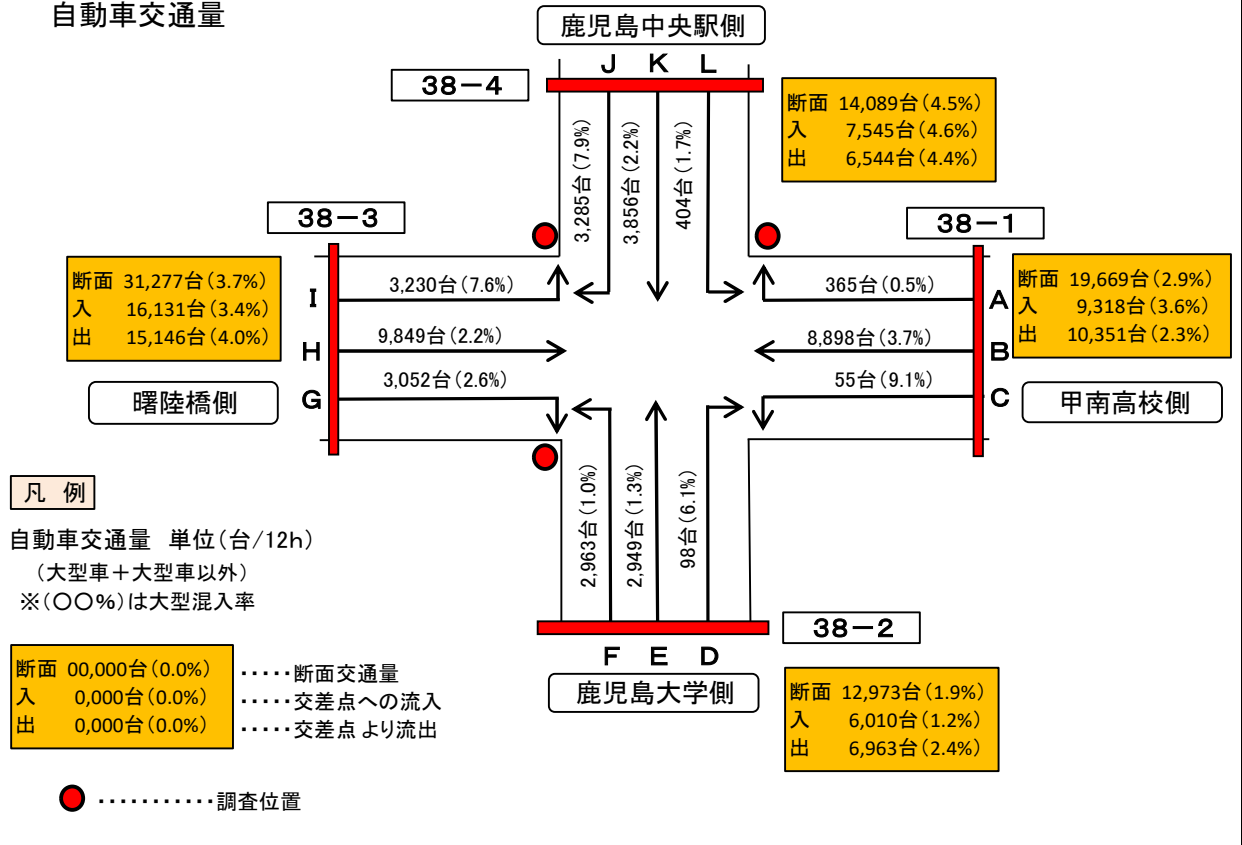 自動車交通量
鹿児島中央駅側
J K L
38-4
断面 14,089台(4.5%)
入 7,545台(4.6%)
出 6,544台(4.4%)
3,285台(7.9%)
3,856台(2.2%)
404台(1.7%)
38-3
38-1
断面 31,277台(3.7%)
入 16,131台(3.4%)
出 15,146台(4.0%)
I
3,230台(7.6%)
365台(0.5%)
A
断面 19,669台(2.9%)
入 9,318台(3.6%)
出 10,351台(2.3%)
H
9,849台(2.2%)
8,898台(3.7%)
B
G
3,052台(2.6%)
55台(9.1%)
C
曙陸橋側
甲南高校側
2,963台(1.0%)
2,949台(1.3%)
98台(6.1%)
凡 例
自動車交通量 単位(台/12h)
(大型車+大型車以外)
※(○○%)は大型混入率
38-2
F E D
鹿児島大学側
断面 12,973台(1.9%)
入 6,010台(1.2%)
出 6,963台(2.4%)
断面 00,000台(0.0%) ・・・・・断面交通量
入 0,000台(0.0%) ・・・・・交差点への流入
出 0,000台(0.0%) ・・・・・交差点より流出
・・・・・・・・・・・調査位置